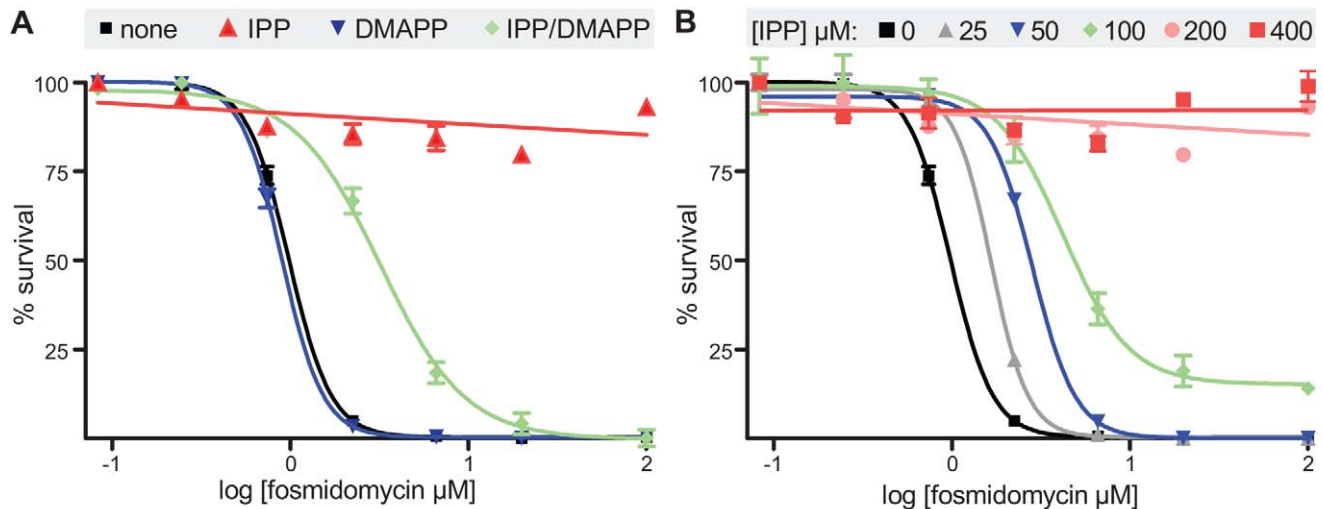 A
none IPP DMAPP IPP/DMAPP
100
75
50
25
% survival
-1 0 1 2
log [fosmidomycin µM]
B
[IPP] µM: 0 25 50 100 200 400
100
75
50
25
% survival
-1 0 1 2
log [fosmidomycin µM]